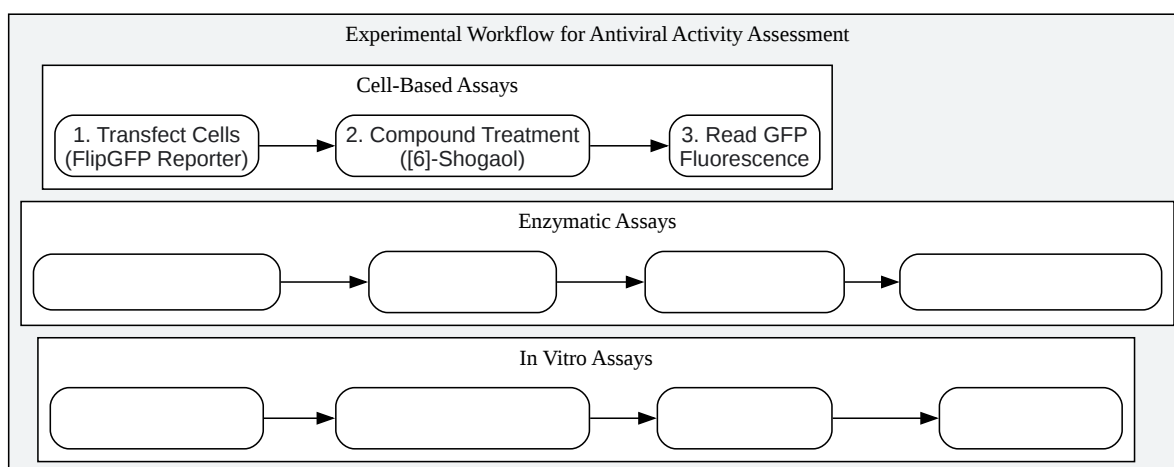 Experimental Workflow for Antiviral Activity Assessment
Cell-Based Assays
1. Transfect Cells
(FlipGFP Reporter)
2. Compound Treatment
([6]-Shogaol)
3. Read GFP
Fluorescence
Enzymatic Assays
In Vitro Assays